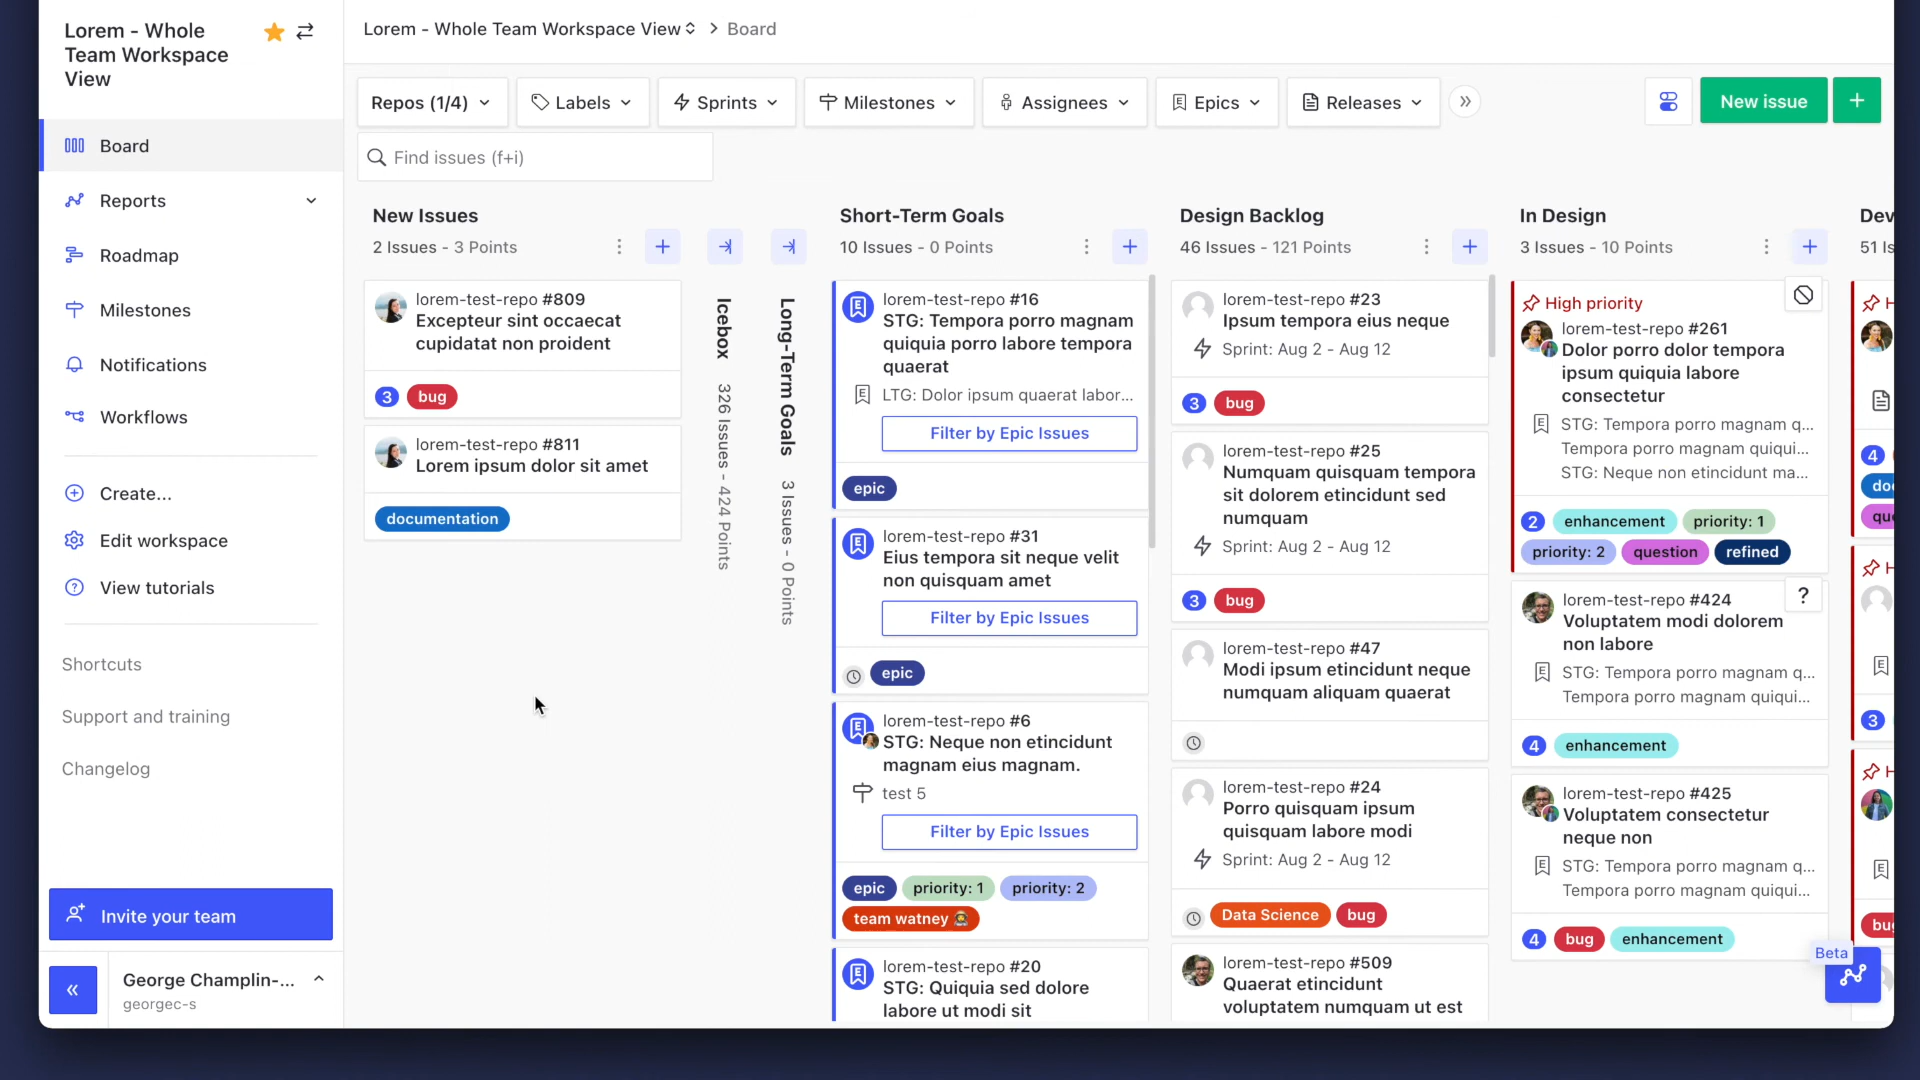 Lorem - Whole
Team Workspace
View
Board
Reports
Roadmap
Milestones
Notifications
Workflows
Create...
Edit workspace
View tutorials
Shortcuts
Support and training
Changelog
Invite your team
George Champlin-...
georgec-s
Lorem - Whole Team Workspace View > Board
Repos (1/4)
Labels
Sprints
Milestones
Assignees
Epics
Releases
New issue
Find issues (f+i)
New Issues
2 Issues - 3 Points
lorem-test-repo #809
Excepteur sint occaecat
cupidatat non proident
3 bug
lorem-test-repo #811
Lorem ipsum dolor sit amet
documentation
Icebox 326 Issues - 424 Points
Long-Term Goals 3 Issues - 0 Points
Short-Term Goals
10 Issues - 0 Points
lorem-test-repo #16
STG: Tempora porro magnam
quiquia porro labore tempora
quaerat
LTG: Dolor ipsum quaerat labor...
Filter by Epic Issues
epic
lorem-test-repo #31
Eius tempora sit neque velit
non quisquam amet
Filter by Epic Issues
epic
lorem-test-repo #6
STG: Neque non etincidunt
magnam eius magnam.
test 5
Filter by Epic Issues
epic priority: 1 priority: 2
team watney 👩‍🚀
lorem-test-repo #20
STG: Quiquia sed dolore
labore ut modi sit
Design Backlog
46 Issues - 121 Points
lorem-test-repo #23
Ipsum tempora eius neque
Sprint: Aug 2 - Aug 12
3 bug
lorem-test-repo #25
Numquam quisquam tempora
sit dolorem etincidunt sed
numquam
Sprint: Aug 2 - Aug 12
3 bug
lorem-test-repo #47
Modi ipsum etincidunt neque
numquam aliquam quaerat
lorem-test-repo #24
Porro quisquam ipsum
quisquam labore modi
Sprint: Aug 2 - Aug 12
Data Science bug
lorem-test-repo #509
Quaerat etincidunt
voluptatem numquam ut est
In Design
3 Issues - 10 Points
High priority
lorem-test-repo #261
Dolor porro dolor tempora
ipsum quiquia labore
consectetur
STG: Tempora porro magnam q...
Tempora porro magnam quiqui...
STG: Neque non etincidunt ma...
2 enhancement priority: 1
priority: 2 question refined
?
lorem-test-repo #424
Voluptatem modi dolorem
non labore
STG: Tempora porro magnam q...
Tempora porro magnam quiqui...
4 enhancement
lorem-test-repo #425
Voluptatem consectetur
neque non
STG: Tempora porro magnam q...
Tempora porro magnam quiqui...
4 bug enhancement
Dev
51 Is
H
4
doc
que
H
3
H
bug
Beta